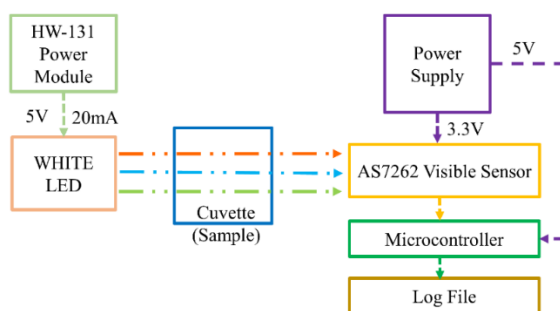 HW-131
Power
Module
5V 20mA
WHITE
LED
Cuvette
(Sample)
Power
Supply
5V
3.3V
AS7262 Visible Sensor
Microcontroller
Log File